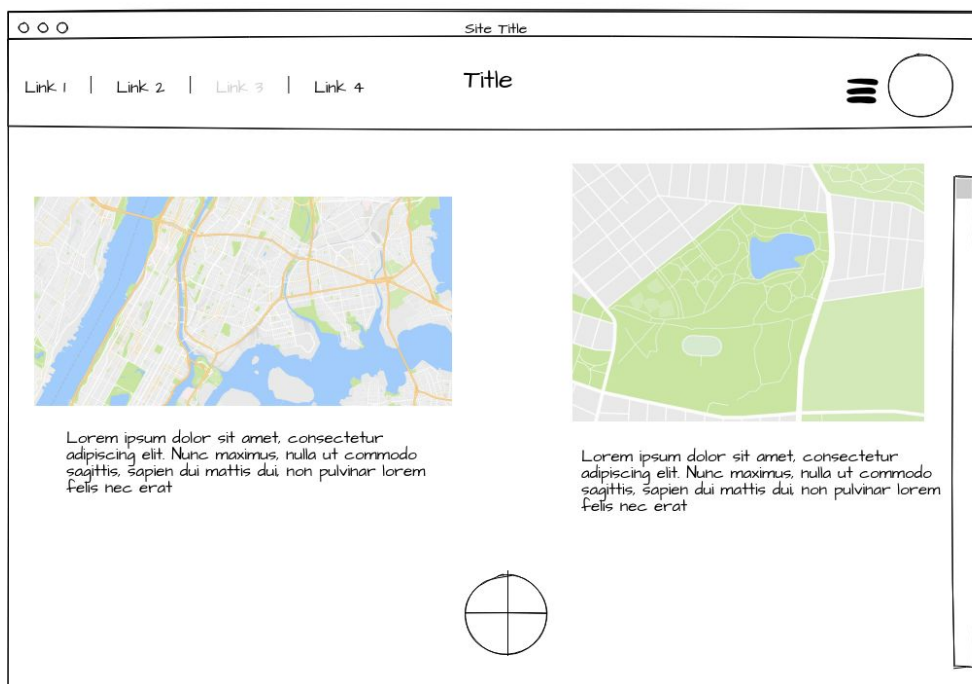 Site Title
Link 1 | Link 2 | Link 3 | Link 4
Title
Lorem ipsum dolor sit amet, consectetur
adipiscing elit. Nunc maximus, nulla ut commodo
sagittis, sapien dui mattis dui, non pulvinar lorem
felis nec erat
Lorem ipsum dolor sit amet, consectetur
adipiscing elit. Nunc maximus, nulla ut commodo
sagittis, sapien dui mattis dui, non pulvinar lorem
felis nec erat